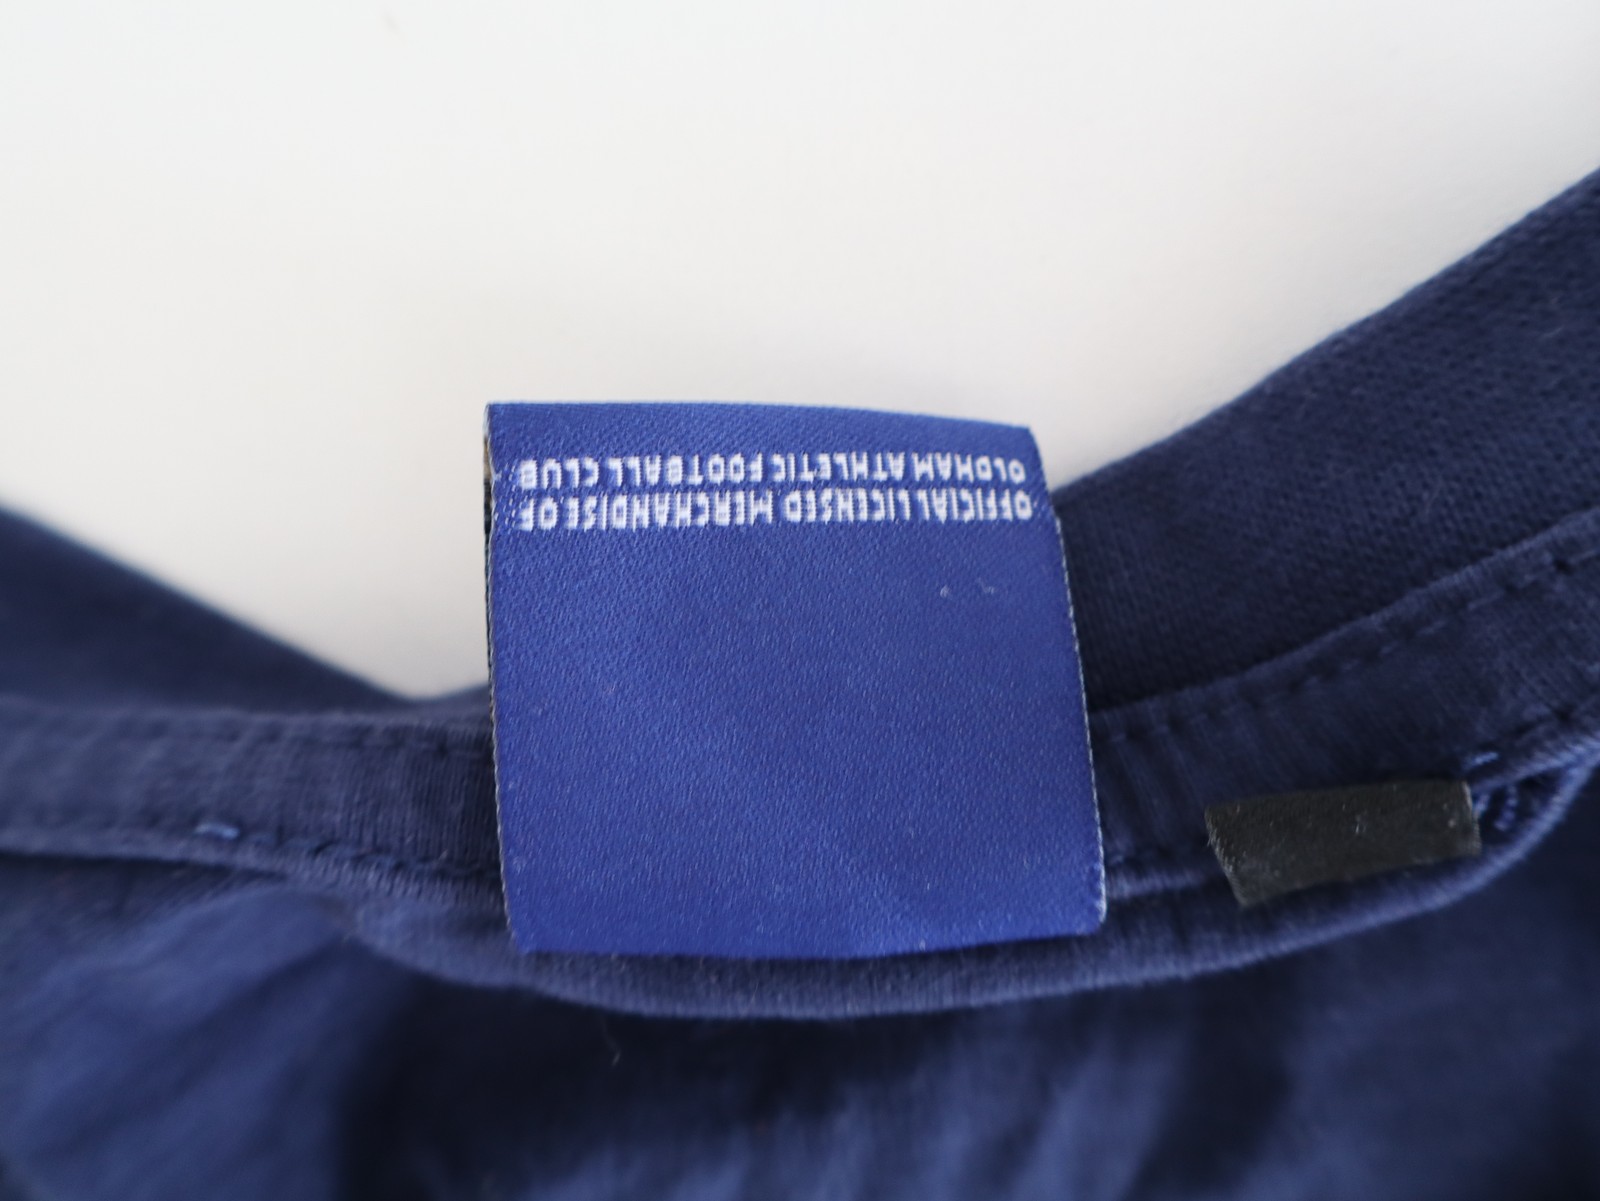 OFFICIAL LICENSED MERCHANDISE OF
OLDHAM ATHLETIC FOOTBALL CLUB